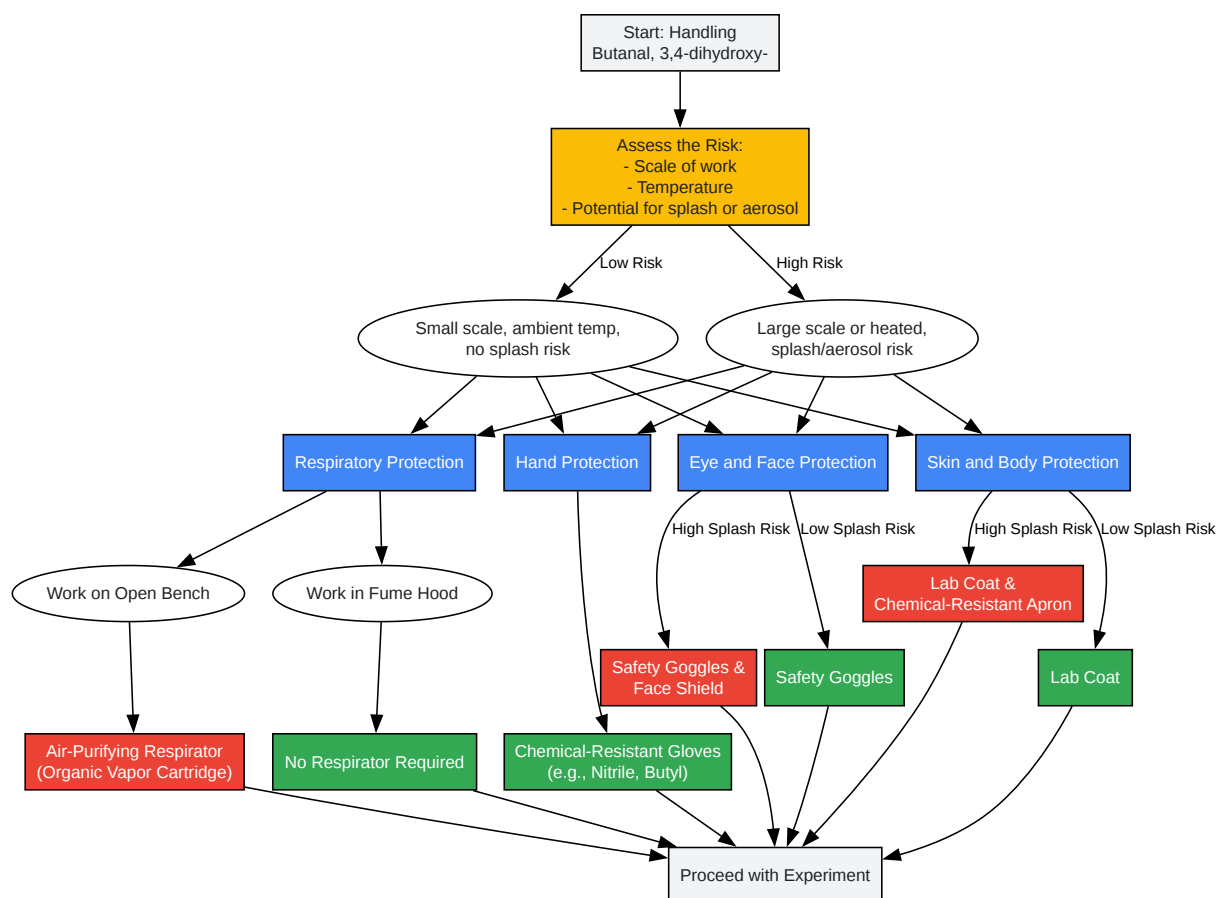 Start: Handling
Butanal, 3,4-dihydroxy-
Assess the Risk:
- Scale of work
- Temperature
- Potential for splash or aerosol
Low Risk
High Risk
Small scale, ambient temp,
no splash risk
Large scale or heated,
splash/aerosol risk
Respiratory Protection
Hand Protection
Eye and Face Protection
Skin and Body Protection
High Splash Risk
Low Splash Risk
High Splash Risk
Low Splash Risk
Work on Open Bench
Work in Fume Hood
Lab Coat &
Chemical-Resistant Apron
Safety Goggles &
Face Shield
Safety Goggles
Lab Coat
Air-Purifying Respirator
(Organic Vapor Cartridge)
No Respirator Required
Chemical-Resistant Gloves
(e.g., Nitrile, Butyl)
Proceed with Experiment